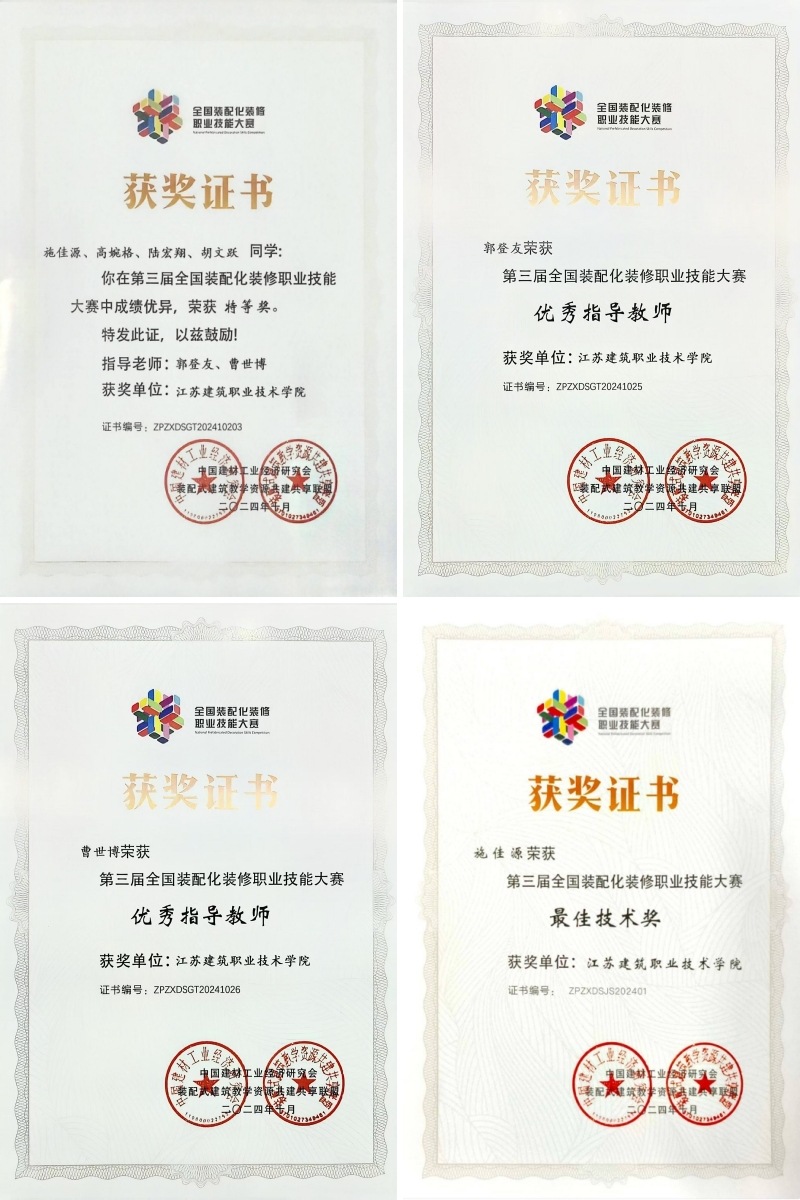 全国装配化装修
职业技能大赛
National Prefabricated Decoration Skills Competition
获奖证书
施佳源、高婉格、陆宏翔、胡文跃 同学:
你在第三届全国装配化装修职业技能
大赛中成绩优异，荣获 特等奖。
特发此证，以兹鼓励!
指导老师：郭登友、曹世博
获奖单位：江苏建筑职业技术学院
证书编号：ZPZXDSGT202410203
中国建材工业经济研究会
装配式建筑教学资源共建共享联盟
二〇二四年十月
全国装配化装修
职业技能大赛
National Prefabricated Decoration Skills Competition
获奖证书
郭登友荣获
第三届全国装配化装修职业技能大赛
优秀指导教师
获奖单位：江苏建筑职业技术学院
证书编号：ZPZXDSGT20241025
中国建材工业经济研究会
装配式建筑教学资源共建共享联盟
二〇二四年十月
全国装配化装修
职业技能大赛
National Prefabricated Decoration Skills Competition
获奖证书
曹世博荣获
第三届全国装配化装修职业技能大赛
优秀指导教师
获奖单位：江苏建筑职业技术学院
证书编号：ZPZXDSGT20241026
中国建材工业经济研究会
装配式建筑教学资源共建共享联盟
二〇二四年十月
全国装配化装修
职业技能大赛
National Prefabricated Decoration Skills Competition
获奖证书
施佳源荣获
第三届全国装配化装修职业技能大赛
最佳技术奖
获奖单位：江苏建筑职业技术学院
证书编号： ZPZXDSJS202401
中国建材工业经济研究会
装配式建筑教学资源共建共享联盟
二〇二四年十月